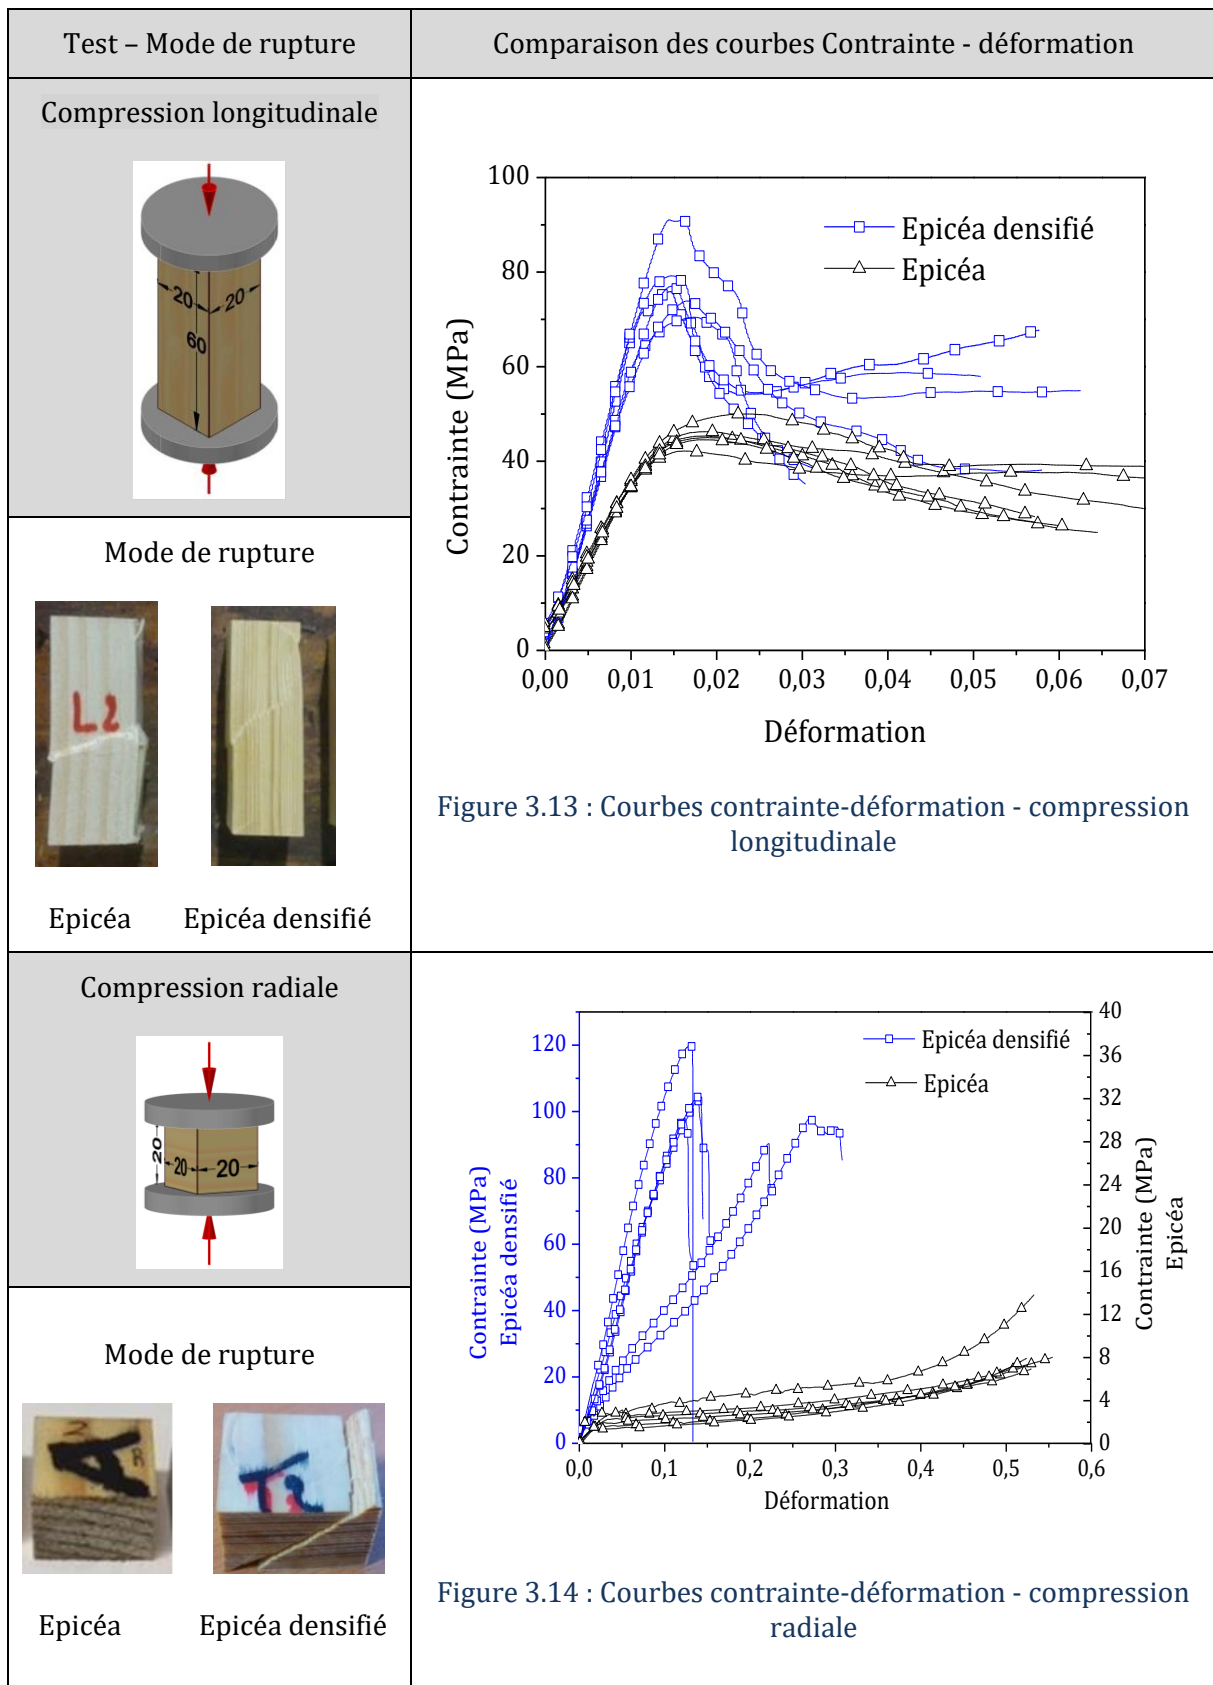 Test – Mode de rupture
Comparaison des courbes Contrainte - déformation
Compression longitudinale
20
20
60
Mode de rupture
L2
Epicéa
Epicéa densifié
100
80
60
40
20
0
Contrainte (MPa)
Epicéa densifié
Epicéa
0,00 0,01 0,02 0,03 0,04 0,05 0,06 0,07
Déformation
Figure 3.13 : Courbes contrainte-déformation - compression
longitudinale
Compression radiale
20
20
20
Mode de rupture
A
Epicéa
Epicéa densifié
120
100
80
60
40
20
0
Contrainte (MPa)
Epicéa densifié
Epicéa densifié
Epicéa
40
36
32
28
24
20
16
12
8
4
0
Contrainte (MPa)
Epicéa
0,0 0,1 0,2 0,3 0,4 0,5 0,6
Déformation
Figure 3.14 : Courbes contrainte-déformation - compression
radiale